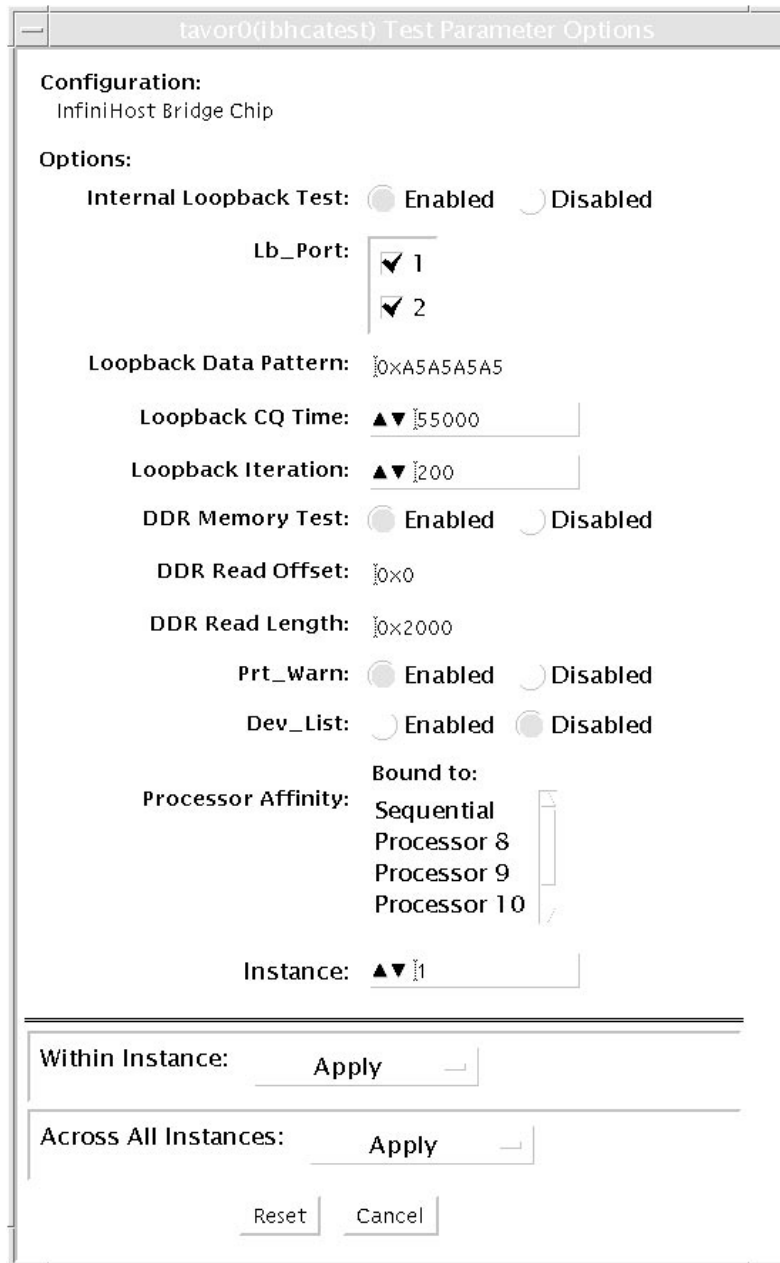 tavor0(ibhcatest) Test Parameter Options
Configuration:
InfiniHost Bridge Chip
Options:
Internal Loopback Test: Enabled Disabled
Lb_Port: 1
2
Loopback Data Pattern: 0xA5A5A5A5
Loopback CQ Time: 55000
Loopback Iteration: 200
DDR Memory Test: Enabled Disabled
DDR Read Offset: 0x0
DDR Read Length: 0x2000
Prt_Warn: Enabled Disabled
Dev_List: Enabled Disabled
Bound to:
Processor Affinity: Sequential
Processor 8
Processor 9
Processor 10
Instance: 1
Within Instance: Apply
Across All Instances: Apply
Reset Cancel